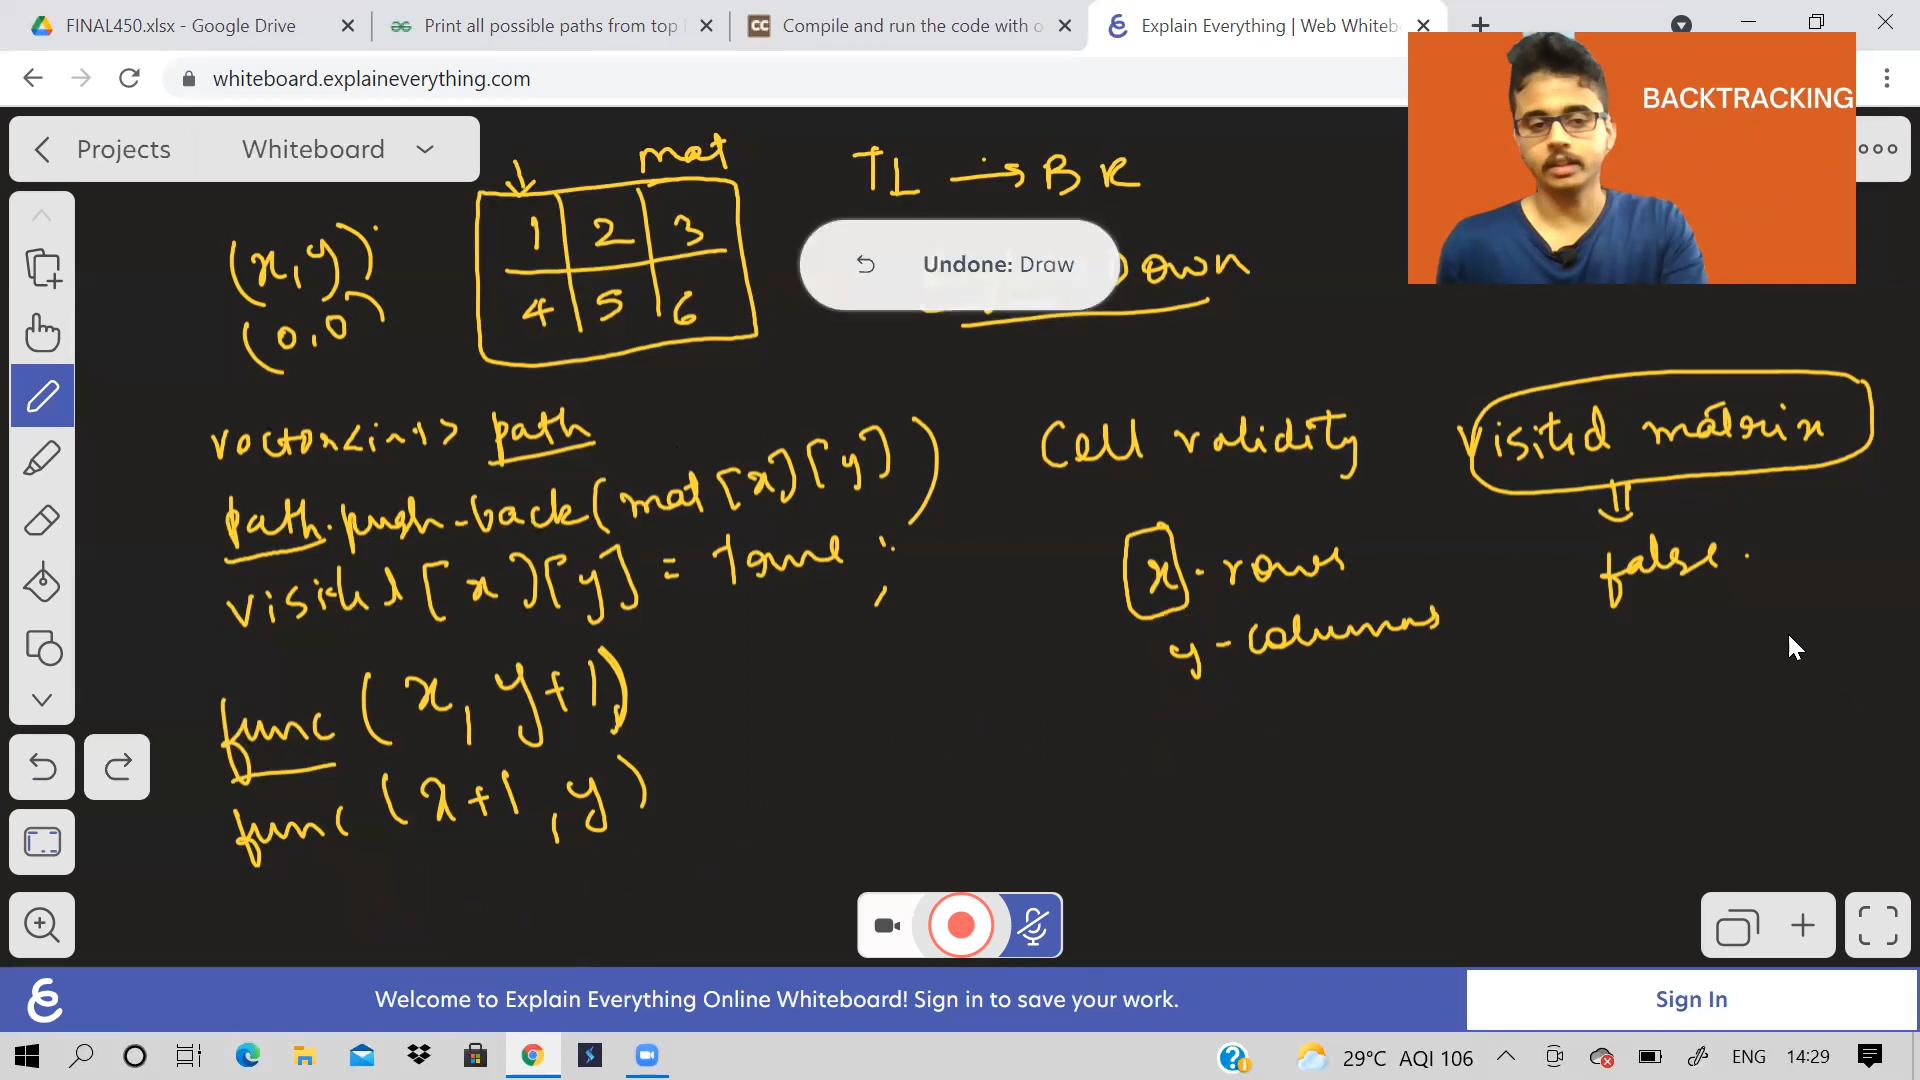 FINAL450.xlsx - Google Drive
Print all possible paths from top
Compile and run the code with o
Explain Everything | Web Whiteb
whiteboard.explaineverything.com
BACKTRACKING
Projects
Whiteboard
mat
TL → BR
(x,y)
(0,0)
1 2 3
4 5 6
Undone: Draw
own
vector<int> path
path.push-back(mat[x][y])
visited[x][y] = true;
func (x, y+1)
func (x+1, y)
Cell validity
x - rows
y - columns
visited matrix
false.
Welcome to Explain Everything Online Whiteboard! Sign in to save your work.
Sign In
29°C AQI 106
ENG
14:29